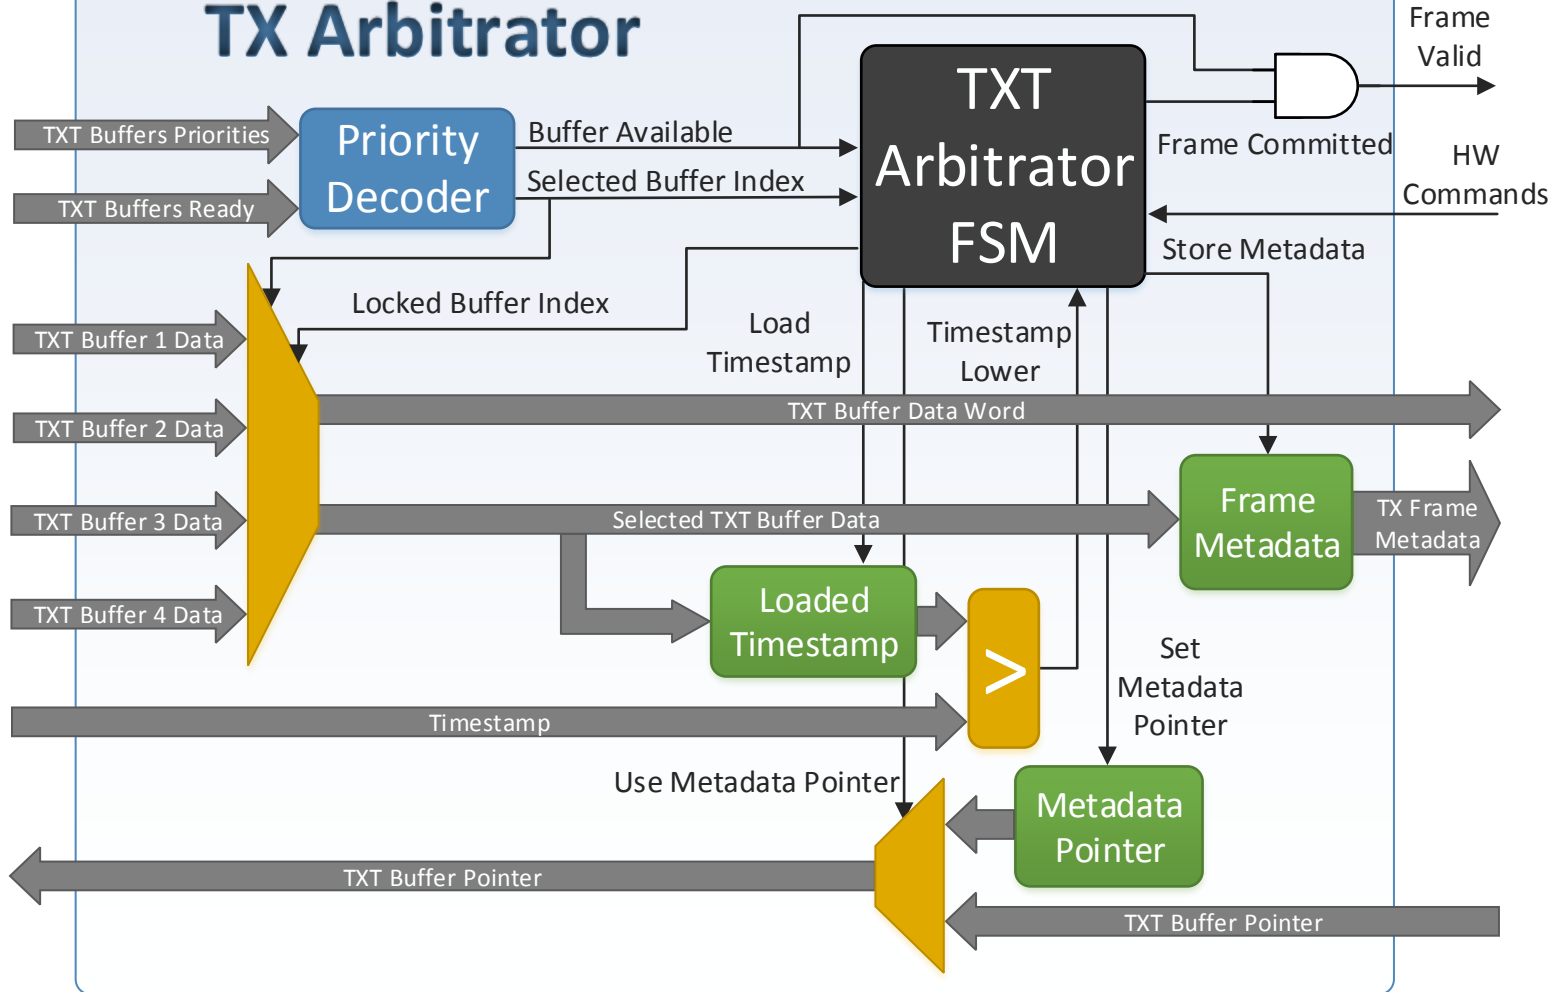 TX Arbitrator
Frame
Valid
TXT
Arbitrator
FSM
TXT Buffers Priorities
Priority
Decoder
Buffer Available
Frame Committed
HW
Commands
Selected Buffer Index
TXT Buffers Ready
Store Metadata
Locked Buffer Index
Load
Timestamp
Timestamp
Lower
TXT Buffer 1 Data
TXT Buffer Data Word
TXT Buffer 2 Data
TXT Buffer 3 Data
Selected TXT Buffer Data
Frame
Metadata
TX Frame
Metadata
TXT Buffer 4 Data
Loaded
Timestamp
>
Set
Metadata
Pointer
Timestamp
Use Metadata Pointer
Metadata
Pointer
TXT Buffer Pointer
TXT Buffer Pointer